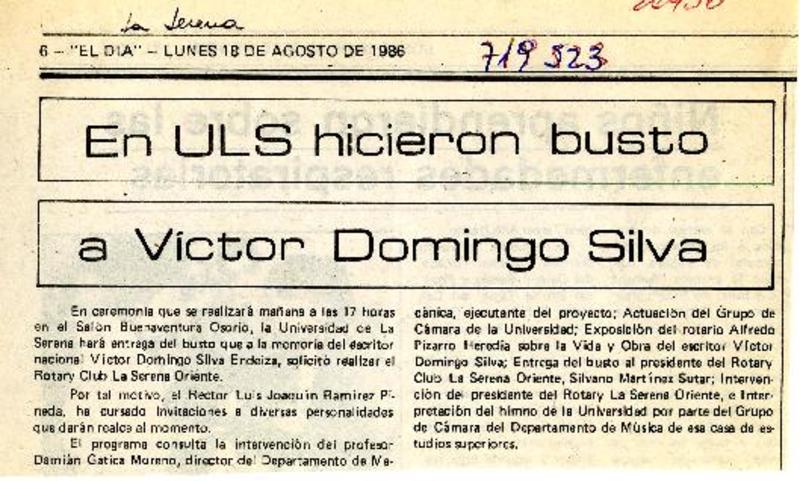 La Serena
6 – "EL DIA" – LUNES 18 DE AGOSTO DE 1986
719 523
En ULS hicieron busto
a Víctor Domingo Silva
En ceremonia que se realizará mañana a las 17 horas
en el Salón Buenaventura Osorio, la Universidad de La
Serena hará entrega del busto que a la memoria del escritor
nacional Víctor Domingo Silva Endeiza, solicitó realizar el
Rotary Club La Serena Oriente.
Por tal motivo, el Rector Luis Joaquín Ramírez Pi-
neda, ha cursado invitaciones a diversas personalidades
que darán realce al momento.
El programa consulta la intervención del profesor
Damián Gatica Moreno, director del Departamento de Me-
cánica, ejecutante del proyecto; Actuación del Grupo de
Cámara de la Universidad; Exposición del rotario Alfredo
Pizarro Heredia sobre la Vida y Obra del escritor Víctor
Domingo Silva; Entrega del busto al presidente del Rotary
Club La Serena Oriente, Silvano Martínez Sutar; Interven-
ción del presidente del Rotary La Serena Oriente, e Inter-
pretación del himno de la Universidad por parte del Grupo
de Cámara del Departamento de Música de esa casa de es-
tudios superiores.